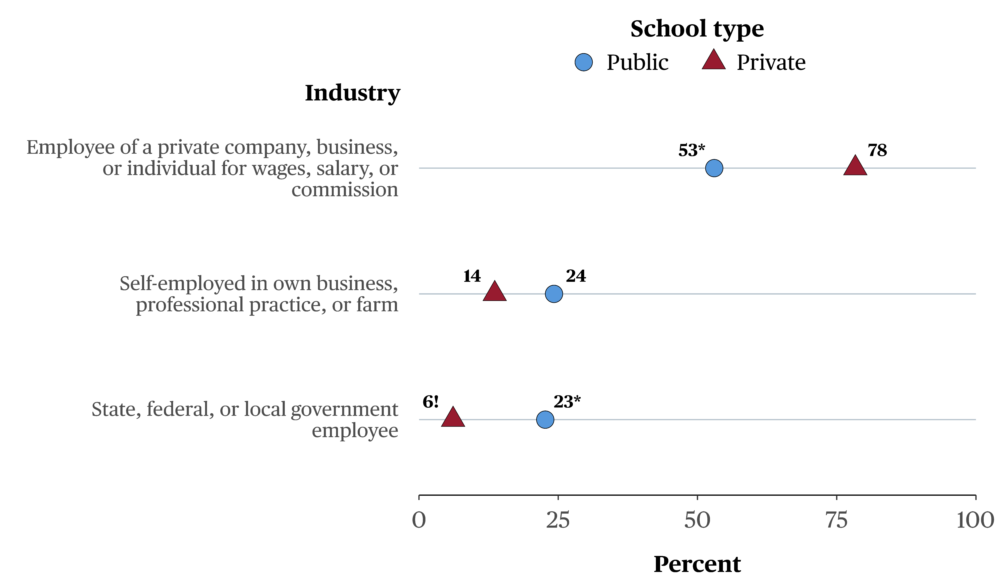 School type
Public Private
Industry
Employee of a private company, business,
or individual for wages, salary, or
commission
53* 78
Self-employed in own business,
professional practice, or farm
14 24
State, federal, or local government
employee
6! 23*
0 25 50 75 100
Percent